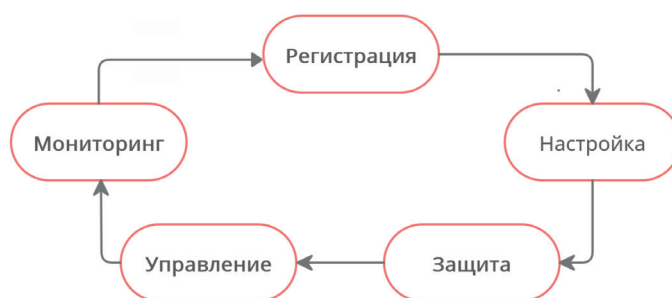 Регистрация
Настройка
Защита
Управление
Мониторинг